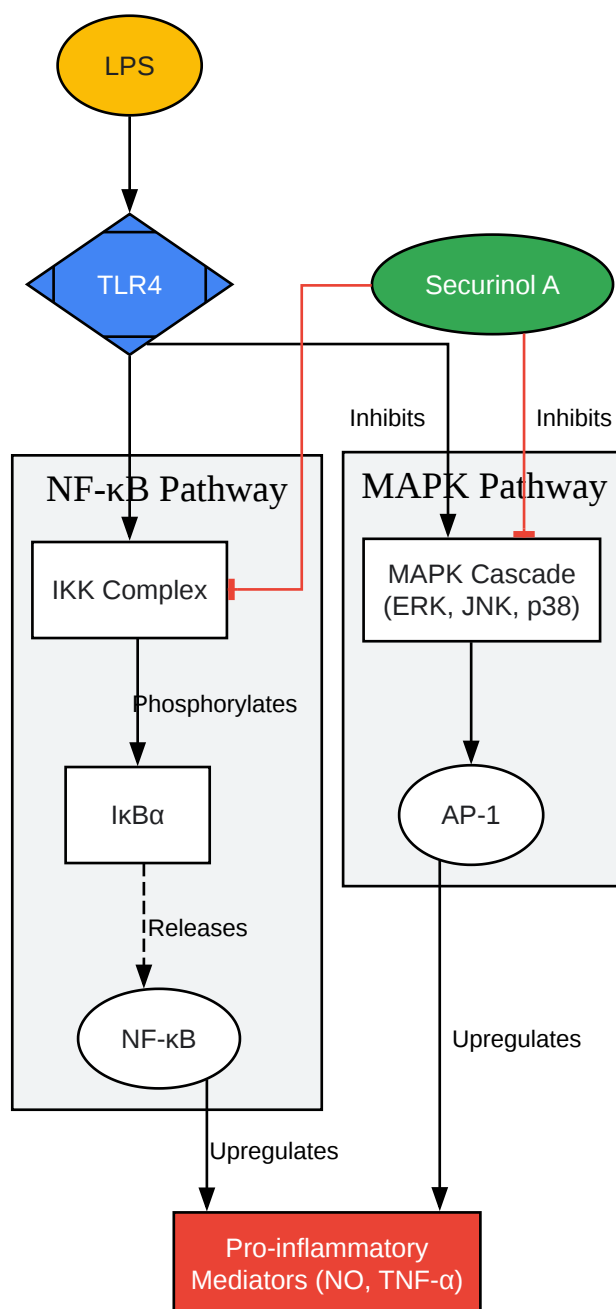 LPS
TLR4
Securinol A
Inhibits
Inhibits
NF-κB Pathway
MAPK Pathway
IKK Complex
MAPK Cascade
(ERK, JNK, p38)
Phosphorylates
IκBα
AP-1
Releases
NF-κB
Upregulates
Upregulates
Pro-inflammatory
Mediators (NO, TNF-α)